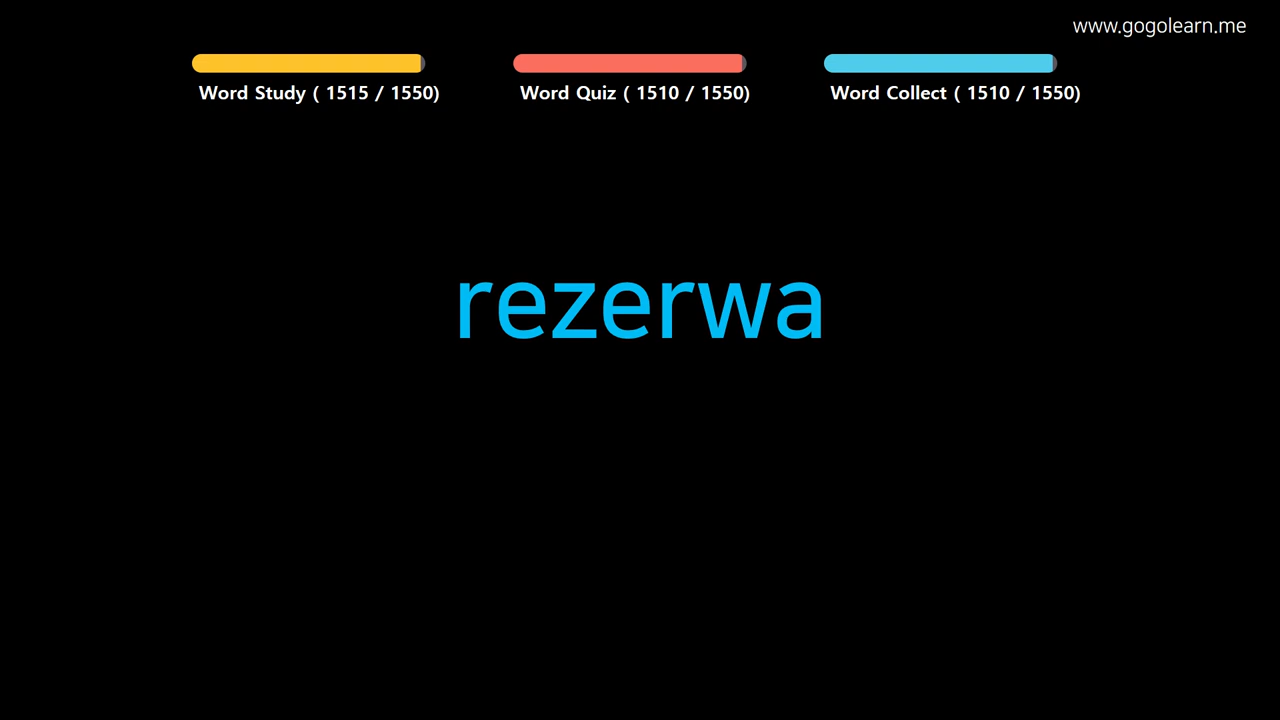 www.gogolearn.me
Word Study ( 1515 / 1550)
Word Quiz ( 1510 / 1550)
Word Collect ( 1510 / 1550)
rezerwa